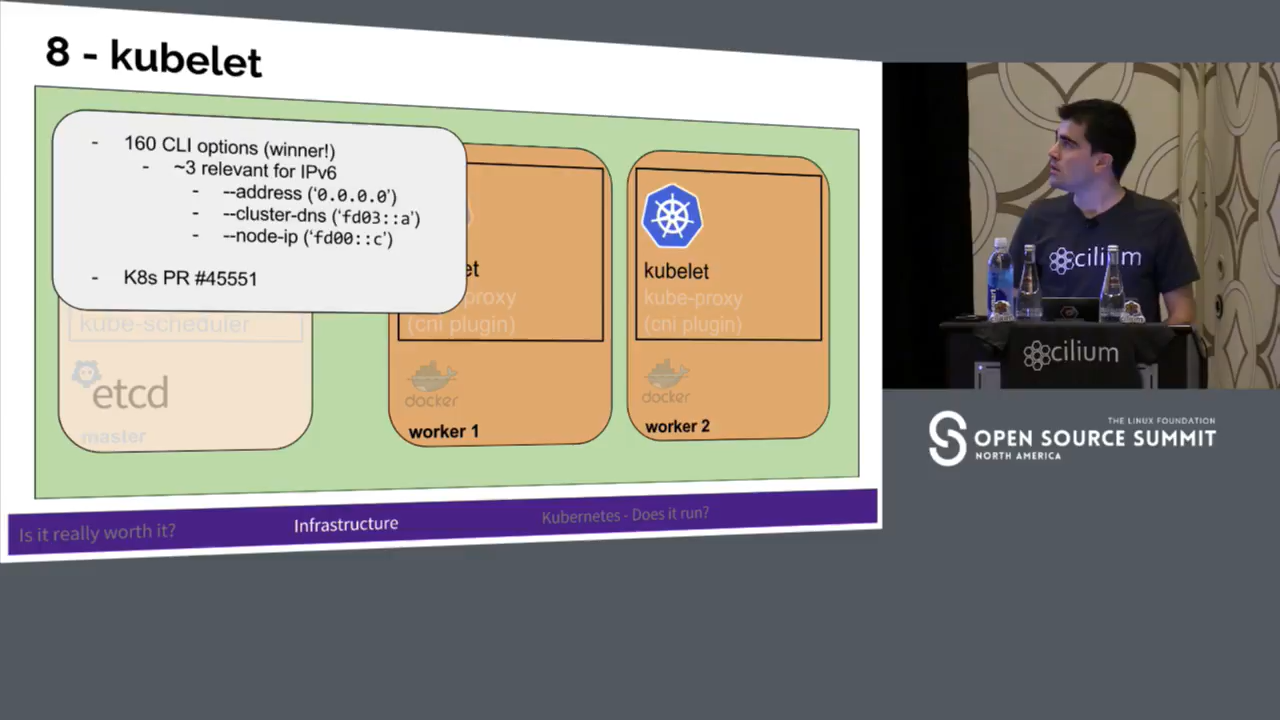 8 - kubelet
- 160 CLI options (winner!)
- ~3 relevant for IPv6
- --address ('0.0.0.0')
- --cluster-dns ('fd03::a')
- --node-ip ('fd00::c')
- K8s PR #45551
kube-scheduler
etcd
master
et
proxy
(cni plugin)
docker
worker 1
kubelet
kube-proxy
(cni plugin)
docker
worker 2
Is it really worth it?
Infrastructure
Kubernetes - Does it run?
cilium
cilium
THE LINUX FOUNDATION
OPEN SOURCE SUMMIT
NORTH AMERICA